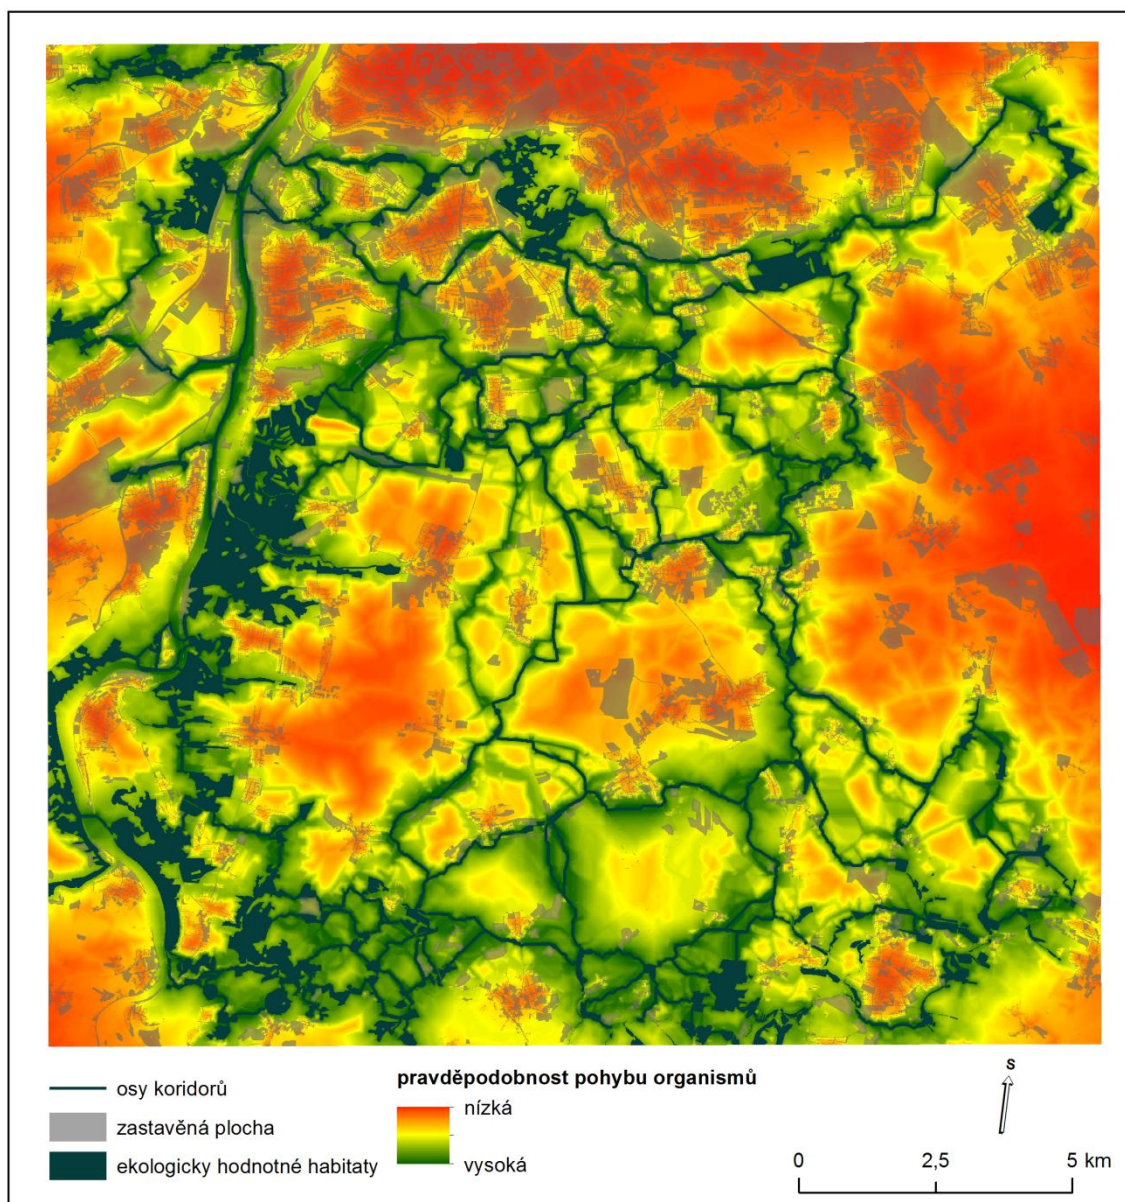 osy koridorů
zastavěná plocha
ekologicky hodnotné habitaty
pravděpodobnost pohybu organismů
nízká
vysoká
S
0 2,5 5 km